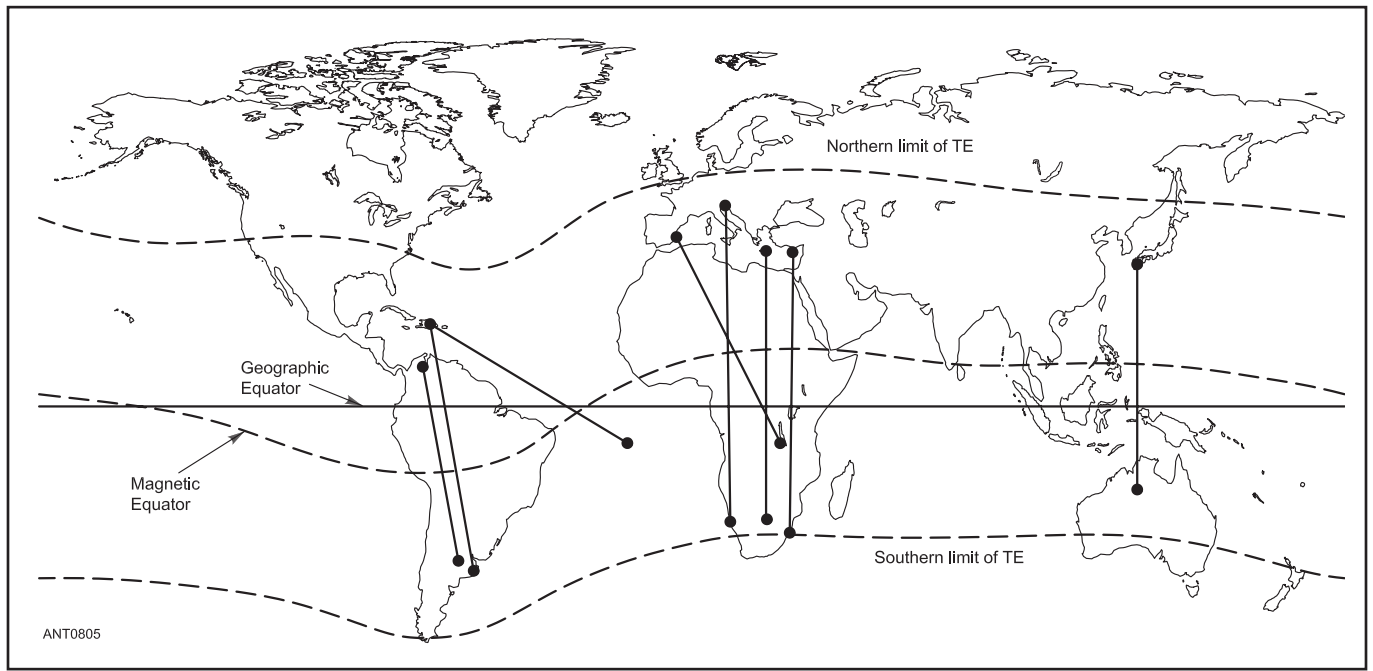 Northern limit of TE
Geographic
Equator
Magnetic
Equator
Southern limit of TE
ANT0805